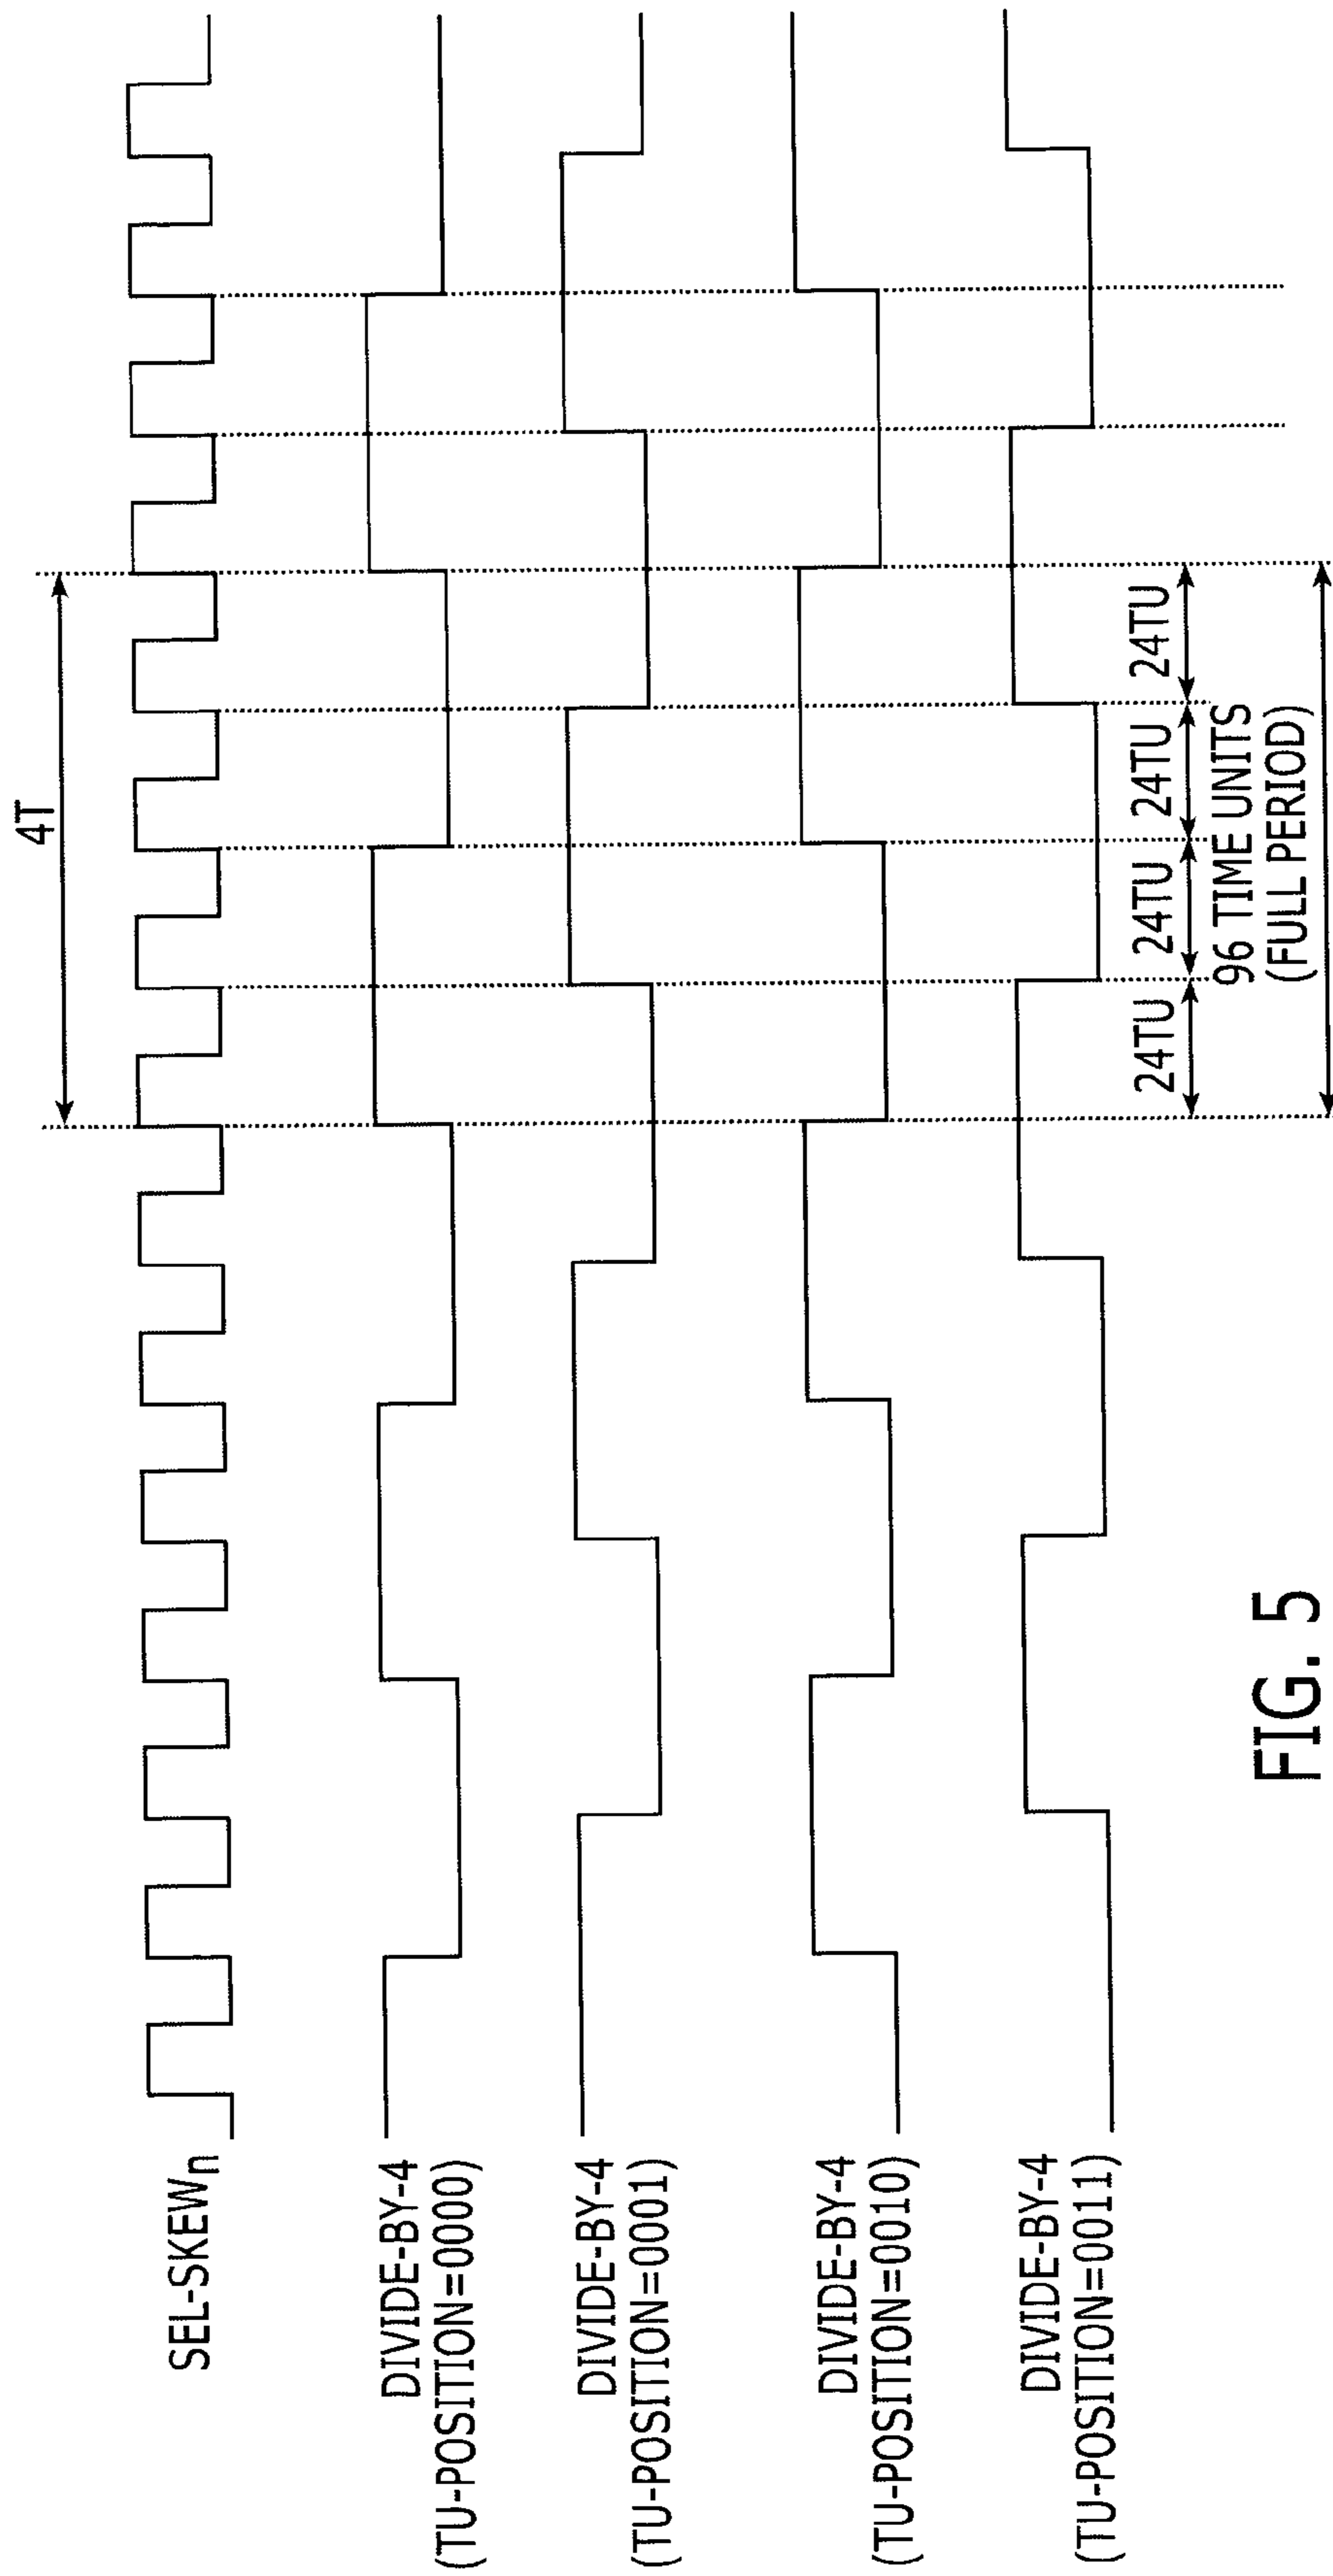 4T
SEL-SKEWn
DIVIDE-BY-4
(TU-POSITION=0000)
DIVIDE-BY-4
(TU-POSITION=0001)
DIVIDE-BY-4
(TU-POSITION=0010)
DIVIDE-BY-4
(TU-POSITION=0011)
24TU 24TU 24TU 24TU
96 TIME UNITS
(FULL PERIOD)
FIG. 5